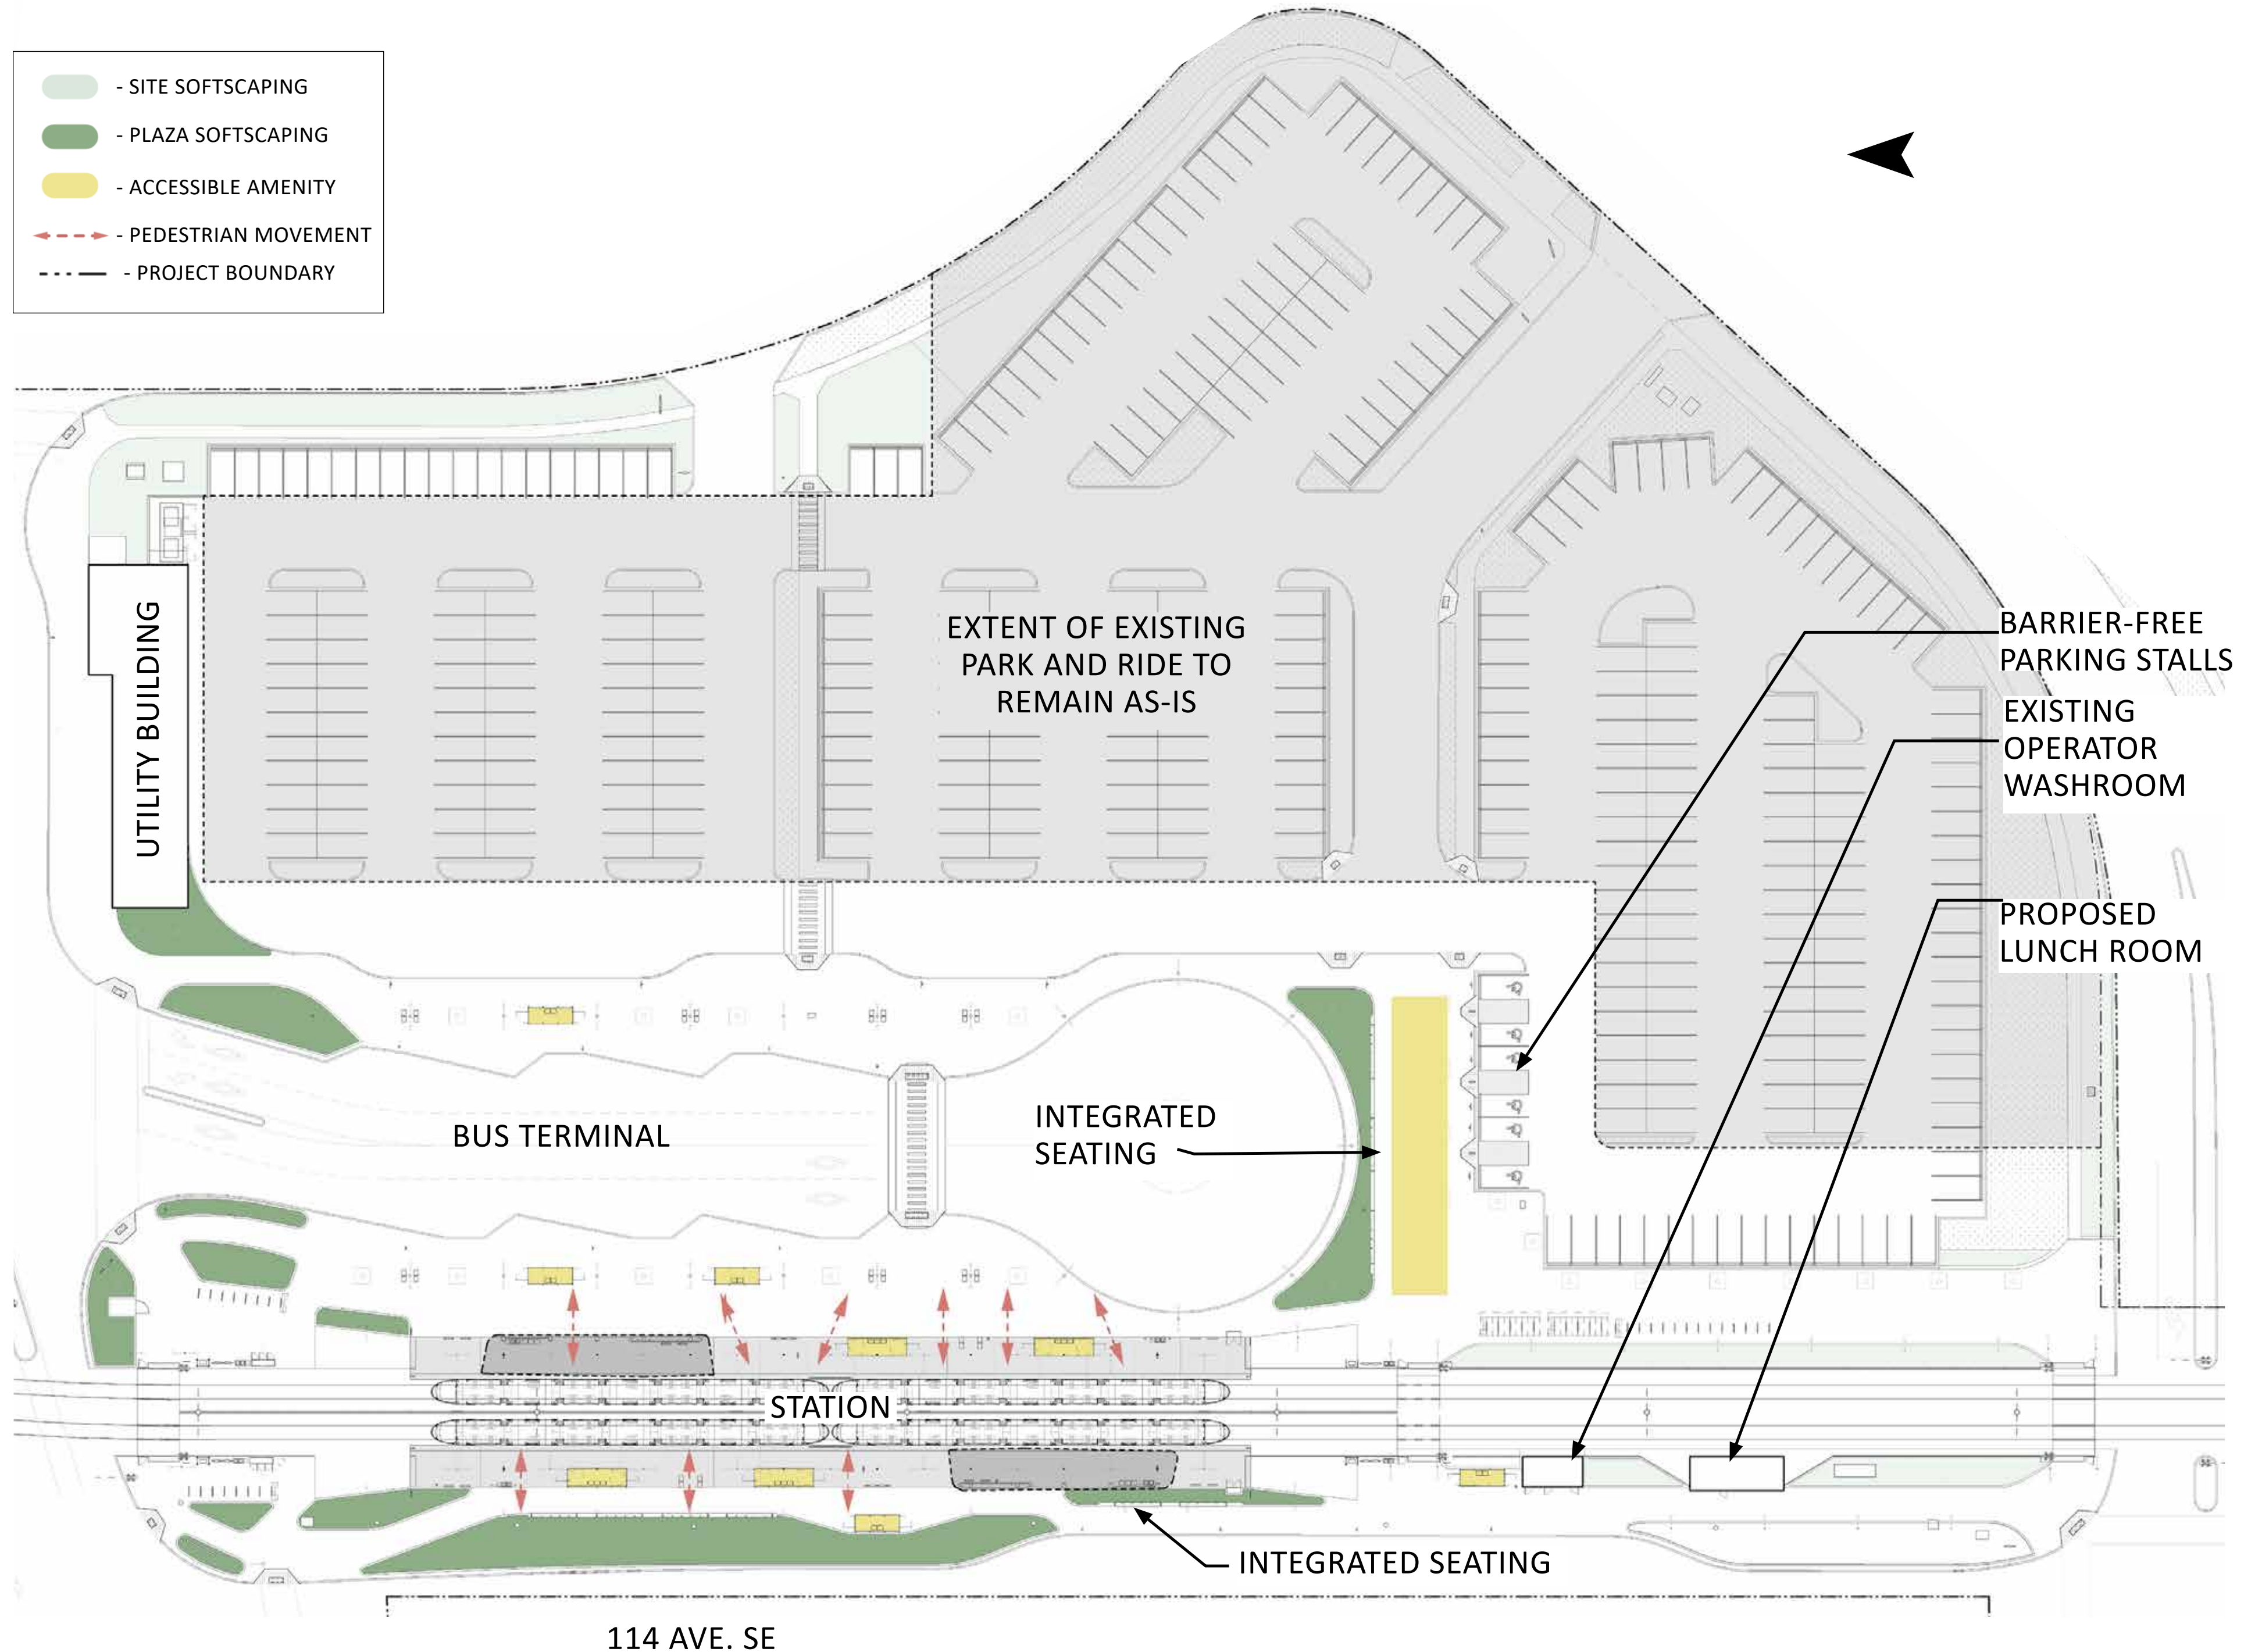 - SITE SOFTSCAPING
- PLAZA SOFTSCAPING
- ACCESSIBLE AMENITY
- PEDESTRIAN MOVEMENT
- PROJECT BOUNDARY
UTILITY BUILDING
EXTENT OF EXISTING
PARK AND RIDE TO
REMAIN AS-IS
BARRIER-FREE
PARKING STALLS
EXISTING
OPERATOR
WASHROOM
PROPOSED
LUNCH ROOM
BUS TERMINAL
INTEGRATED
SEATING
STATION
INTEGRATED SEATING
114 AVE. SE